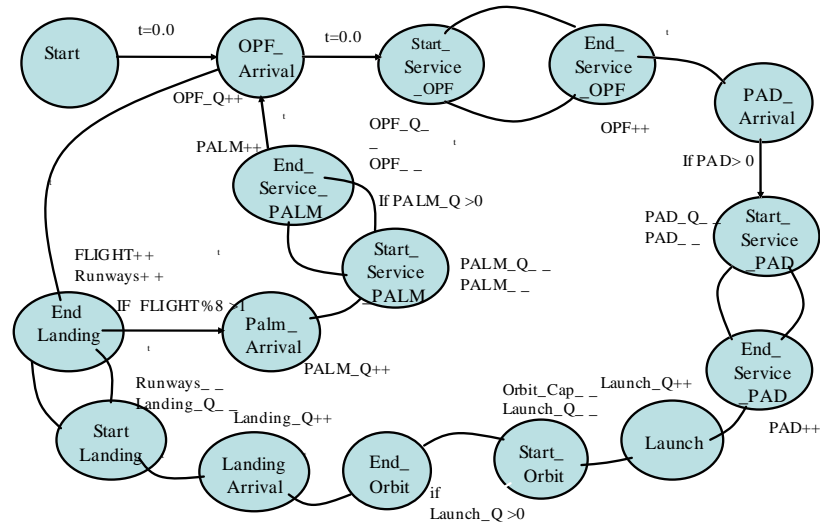 Start
t=0.0
OPF_
Arrival
t=0.0
Start_
Service
_OPF
End_
Service
_OPF
t
PAD_
Arrival
OPF_Q++
OPF_Q_
_
OPF_ _
t
OPF++
If PAD> 0
t
PALM++
End_
Service_
PALM
If PALM_Q >0
t
PAD_Q_ _
PAD_ _
Start_
Service
_PAD
FLIGHT++
Runways+ +
t
Start_
Service
_PALM
PALM_Q_ _
PALM_ _
End
Landing
IF FLIGHT%8 >1
t
Palm_
Arrival
PALM_Q++
End_
Service
_PAD
PAD++
Runways_ _
Landing_Q_ _
Start
Landing
Landing_Q++
Landing
Arrival
End_
Orbit
if
Launch_Q >0
Orbit_Cap_ _
Launch_Q_ _
Start_
Orbit
Launch_Q++
Launch